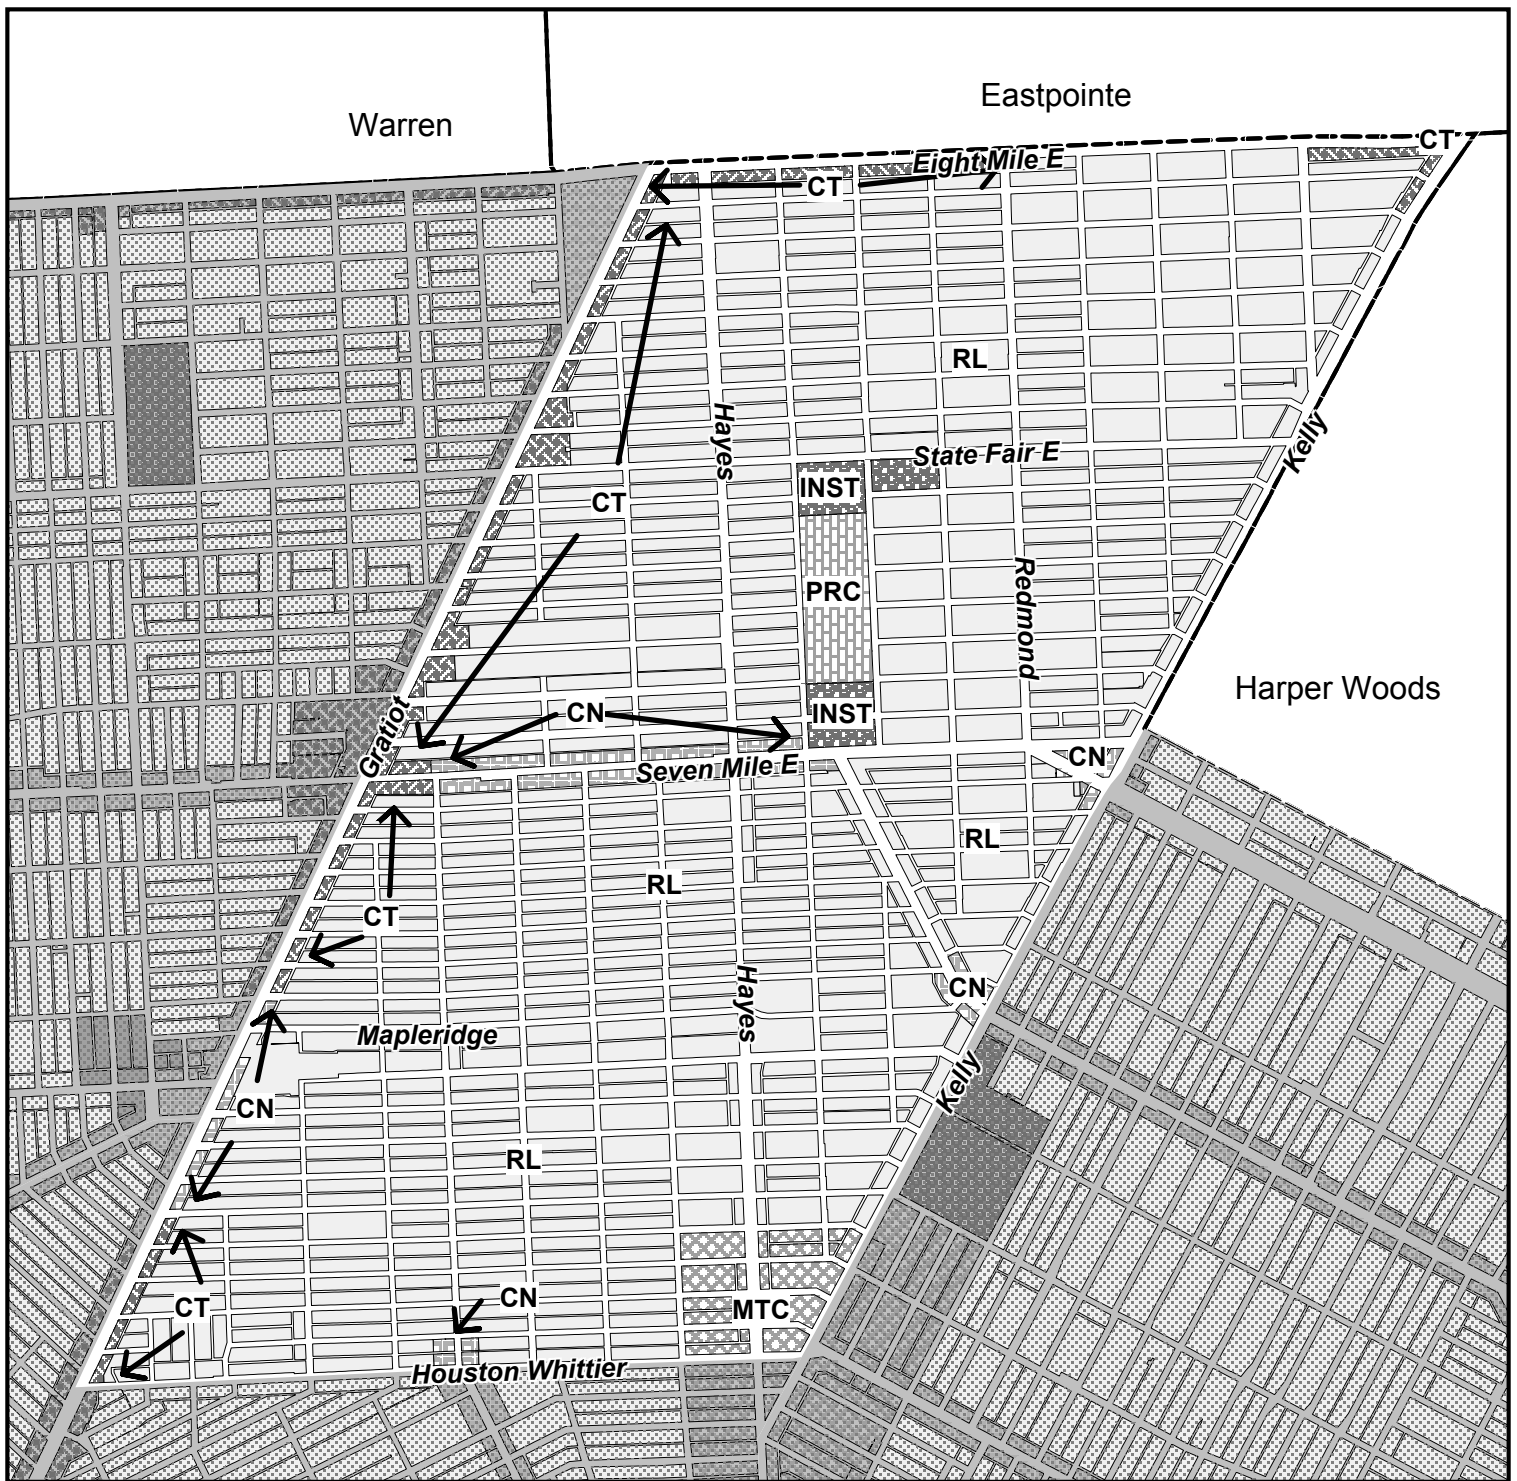 Eastpointe
Warren
CT
Eight Mile E
CT
RL
Hayes
Kelly
State Fair E
INST
CT
PRC
Redmond
Harper Woods
CN
INST
Gratiot
CN
Seven Mile E
RL
RL
CT
CN
Hayes
Mapleridge
Kelly
CN
RL
CN
CT
MTC
Houston Whittier